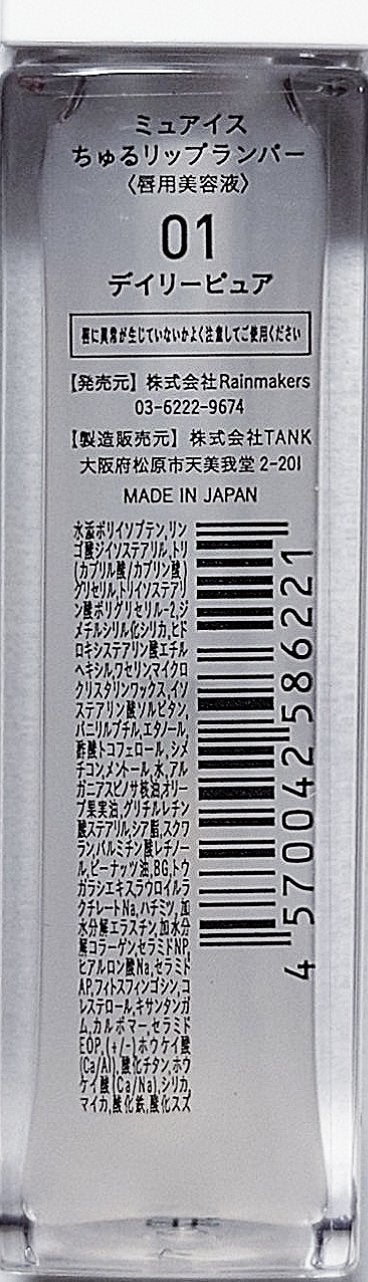 ミュアイス
ちゅるリッププランパー
〈唇用美容液〉
01
デイリーピュア
唇に異常が生じていないかよく注意してご使用ください
【発売元】株式会社Rainmakers
03-6222-9674
【製造販売元】株式会社TANK
大阪府松原市天美我堂 2-201
MADE IN JAPAN
水添ポリイソブテン,リン
ゴ酸ジイソステアリル,トリ
(カプリル酸/カプリン酸)
グリセリル,トリイソステアリ
ン酸ポリグリセリル-2,ジ
メチルシリル化シリカ,ヒド
ロキシステアリン酸エチル
ヘキシル,ワセリン,マイクロ
クリスタリンワックス,イソ
ステアリン酸ソルビタン,
バニリルブチル,エタノール,
酢酸トコフェロール,シメ
チコン,メントール,水,アル
ガニアスピノサ核油,オリー
ブ果実油,グリチルレチン
酸ステアリル,シア脂,スクワ
ラン,パルミチン酸レチノー
ル,ピーナッツ油,BG,トウ
ガラシエキス,ラウロイルラ
クチレートNa,ハチミツ,加
水分解エラスチン,加水分
解コラーゲン,セラミドNP,
ヒアルロン酸Na,セラミド
AP,フィトスフィンゴシン,コ
レステロール,キサンタンガ
ム,カルボマー,セラミド
EOP,(+/-)ホウケイ酸
(Ca/Al),酸化チタン,ホウ
ケイ酸(Ca/Na),シリカ,
マイカ,酸化鉄,酸化スズ
4570042586221